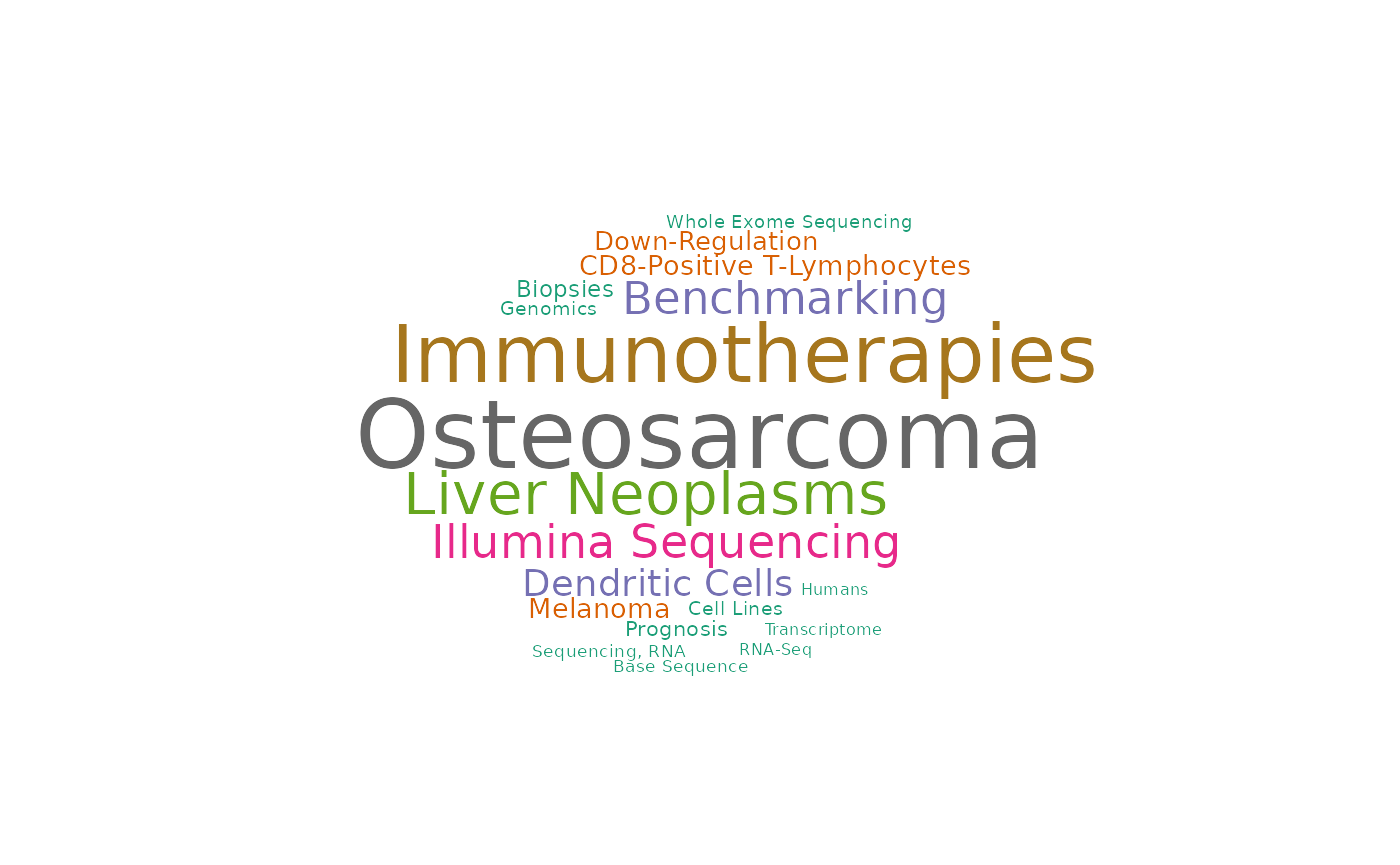 Whole Exome Sequencing
Down-Regulation
CD8-Positive T-Lymphocytes
Biopsies
Benchmarking
Genomics
Immunotherapies
Osteosarcoma
Liver Neoplasms
Illumina Sequencing
Dendritic Cells
Humans
Melanoma
Cell Lines
Prognosis
Transcriptome
Sequencing, RNA
RNA-Seq
Base Sequence